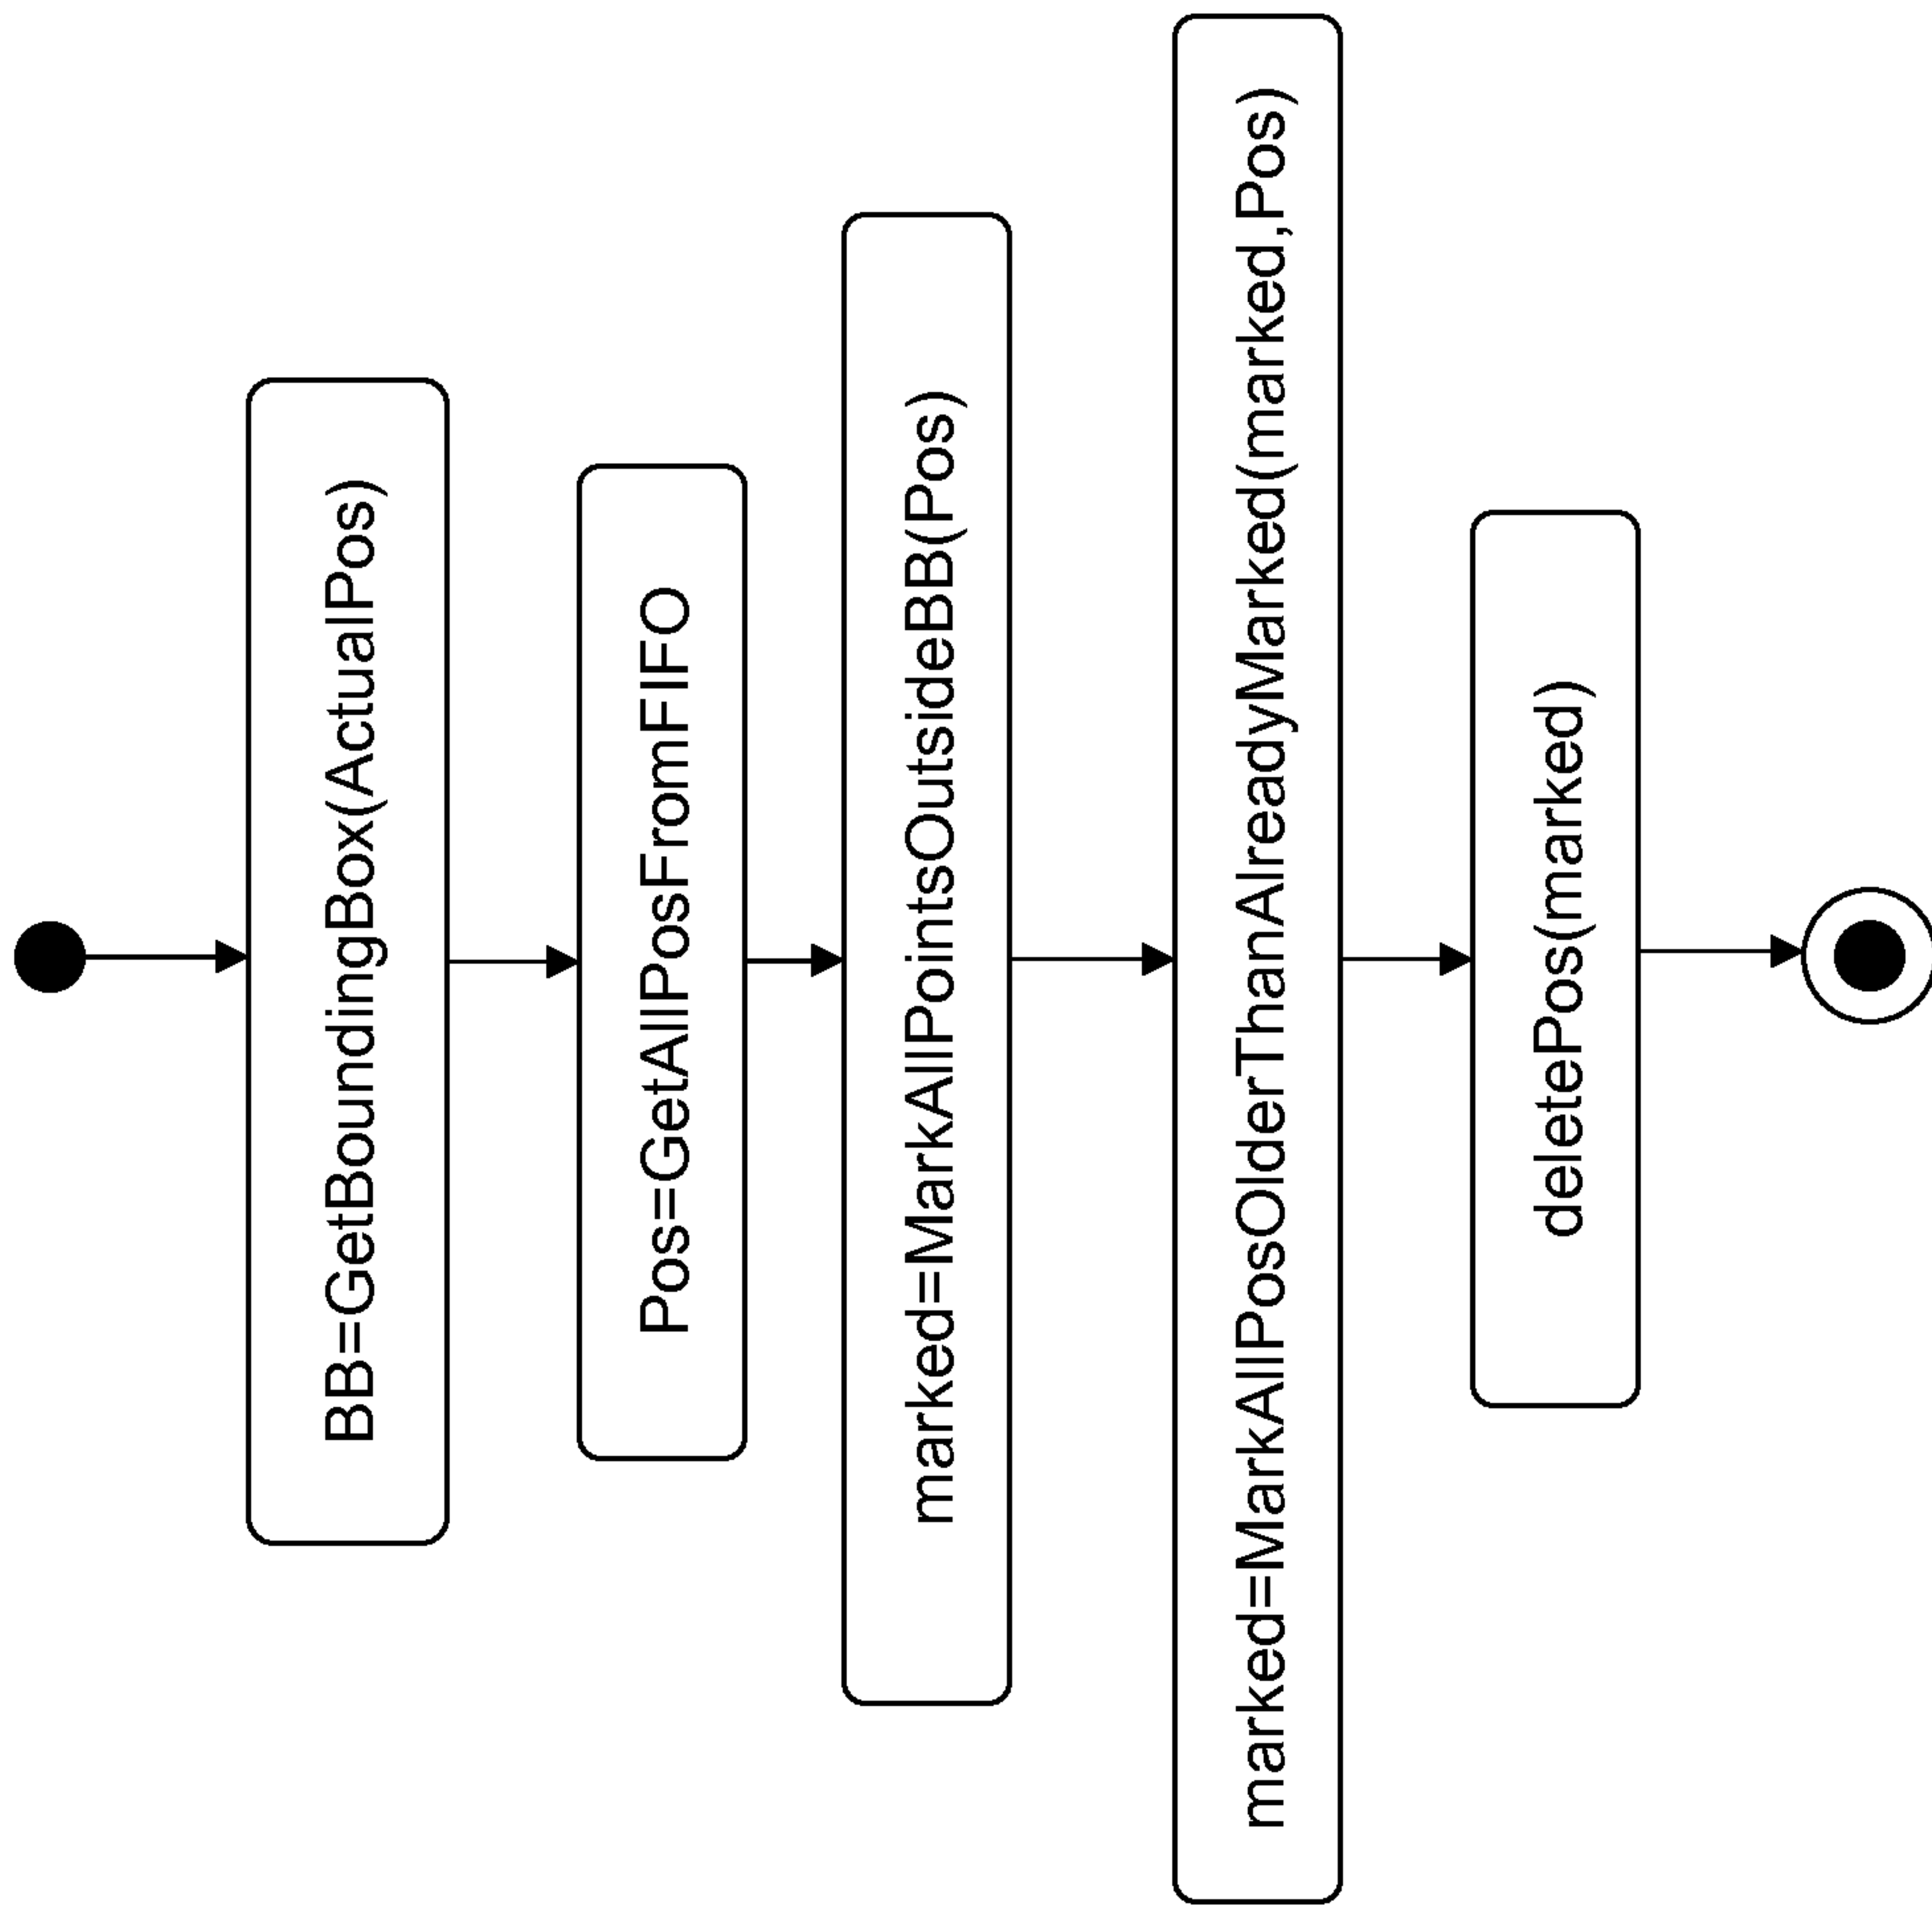 BB=GetBoundingBox(ActualPos)
Pos=GetAllPosFromFIFO
marked=MarkAllPointsOutsideBB(Pos)
marked=MarkAllPosOlderThanAlreadyMarked(marked,Pos)
deletePos(marked)